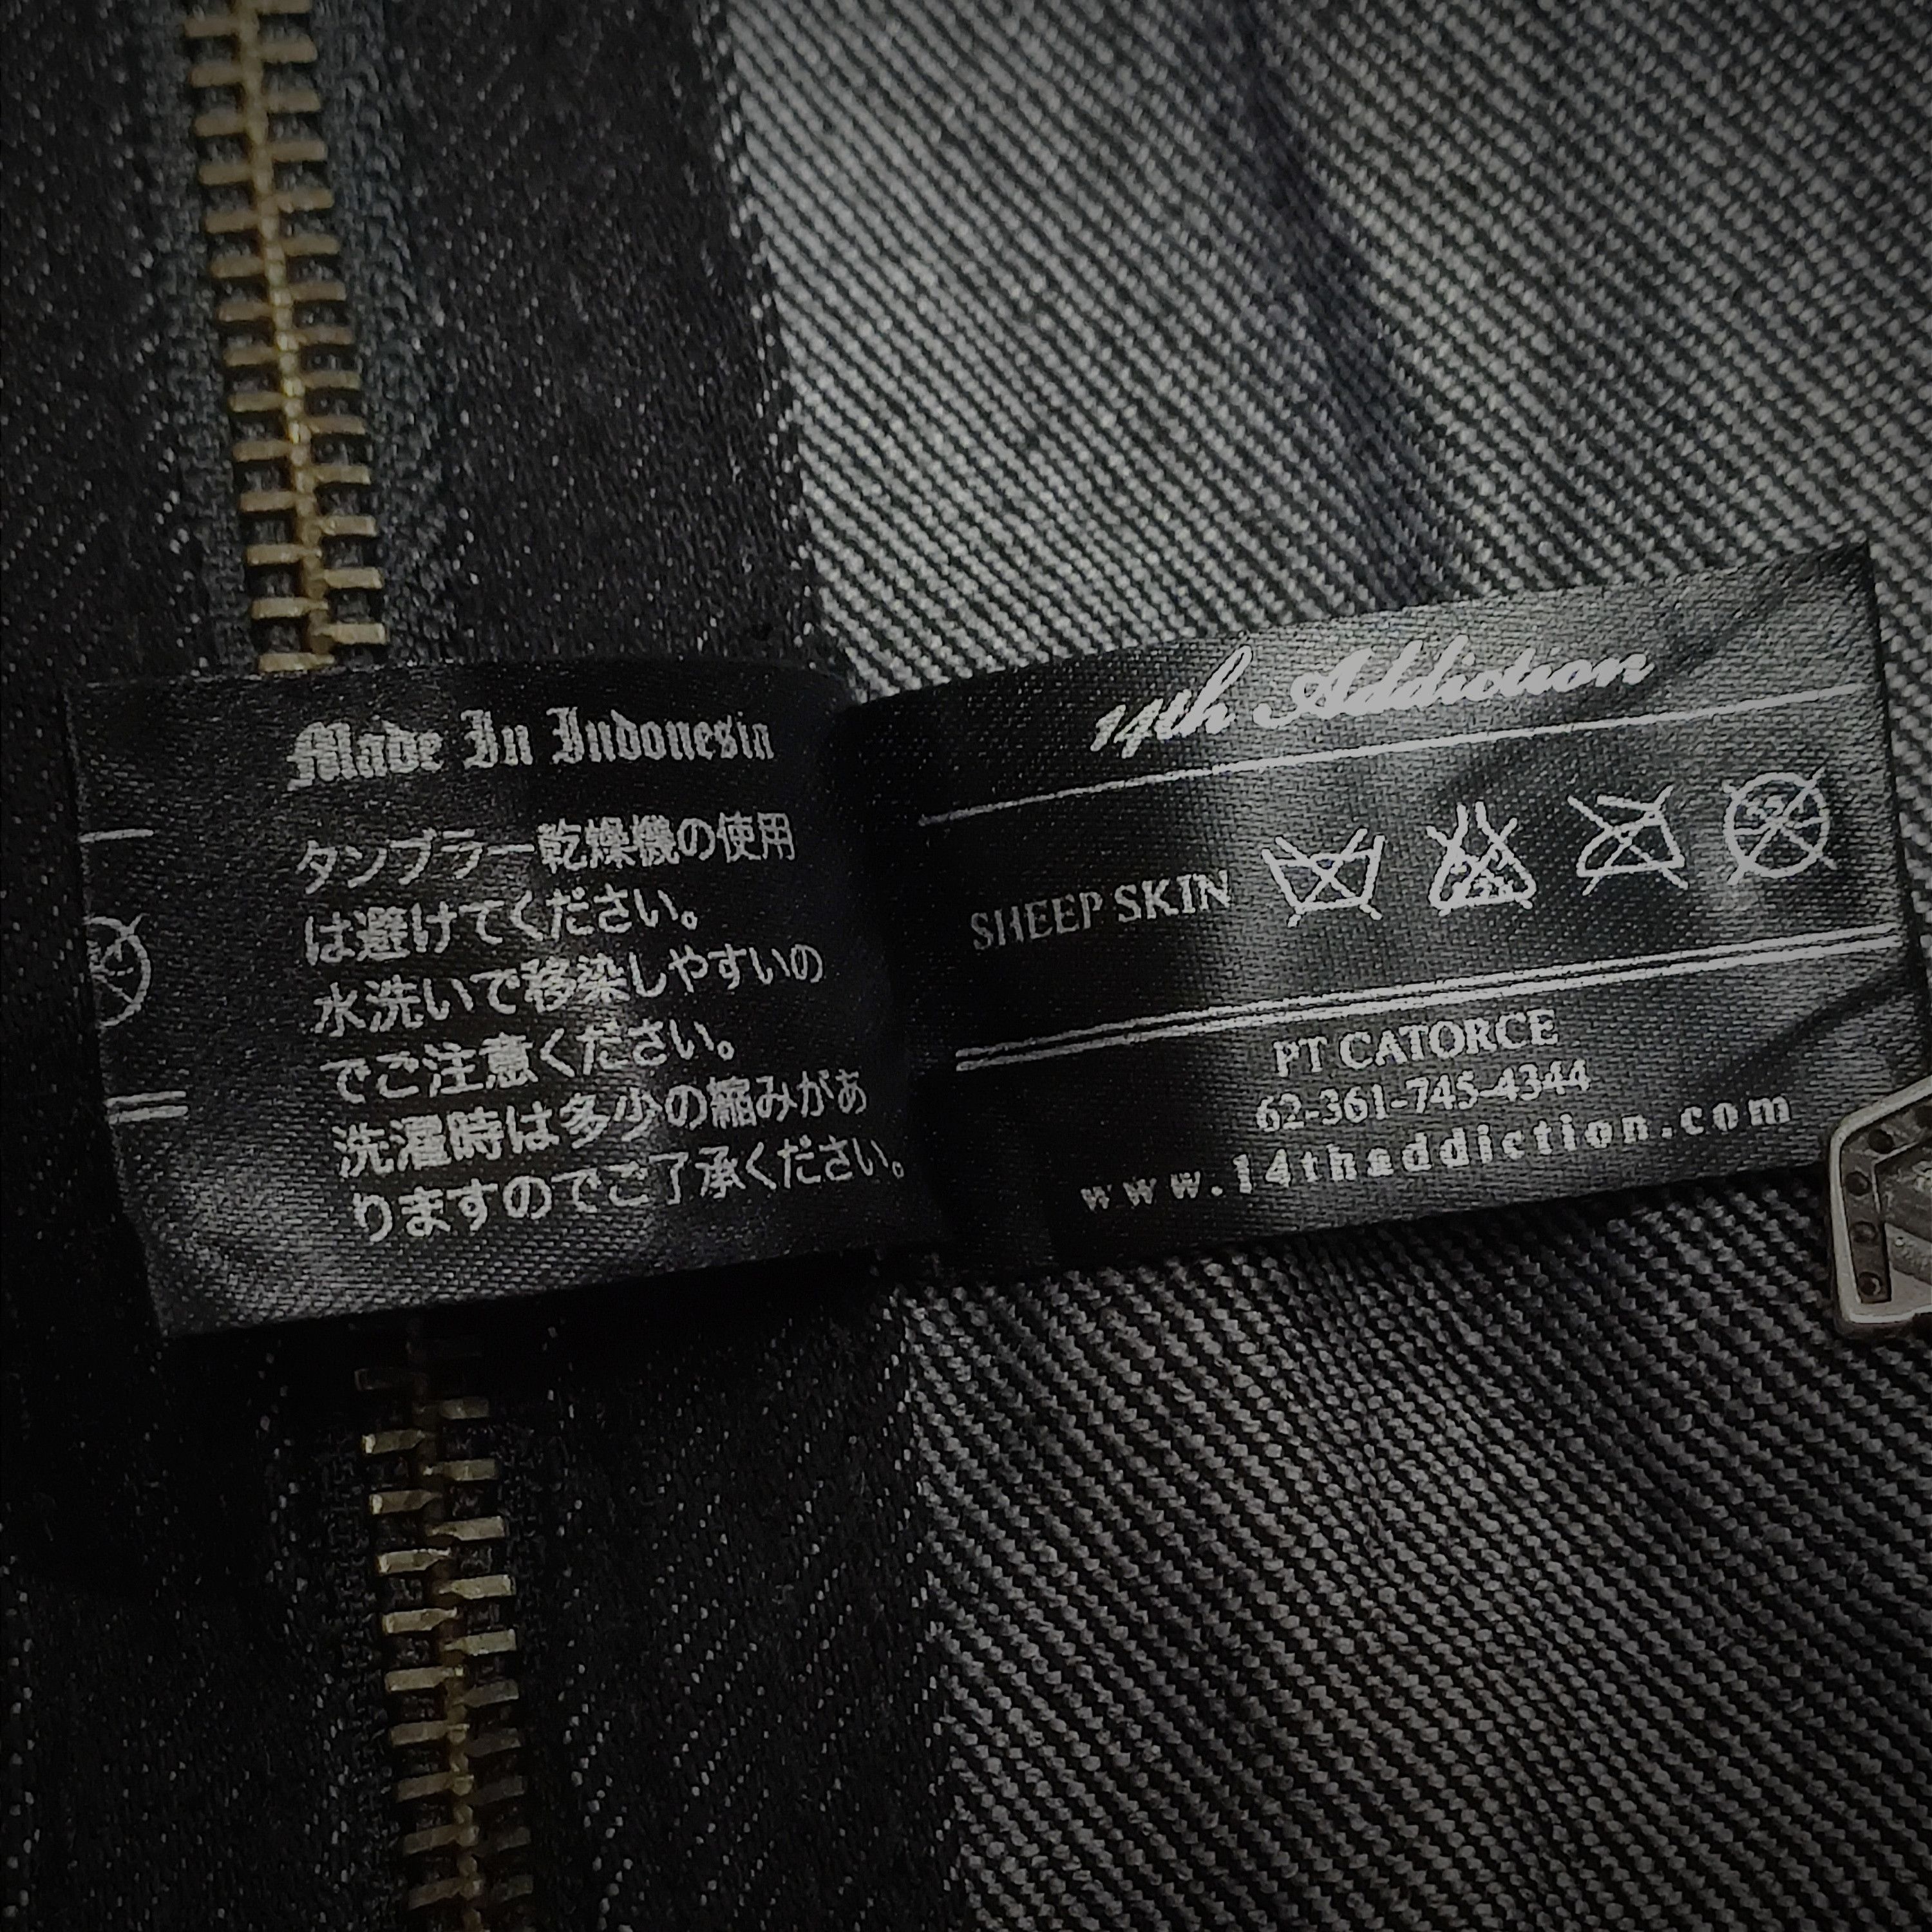 Made In Indonesia
タンブラー乾燥機の使用
は避けてください。
水洗いで移染しやすいの
でご注意ください。
洗濯時は多少の縮みがあ
りますのでご了承ください。
14th Addiction
SHEEP SKIN
PT CATORCE
62-361-745-4344
www.14thaddiction.com